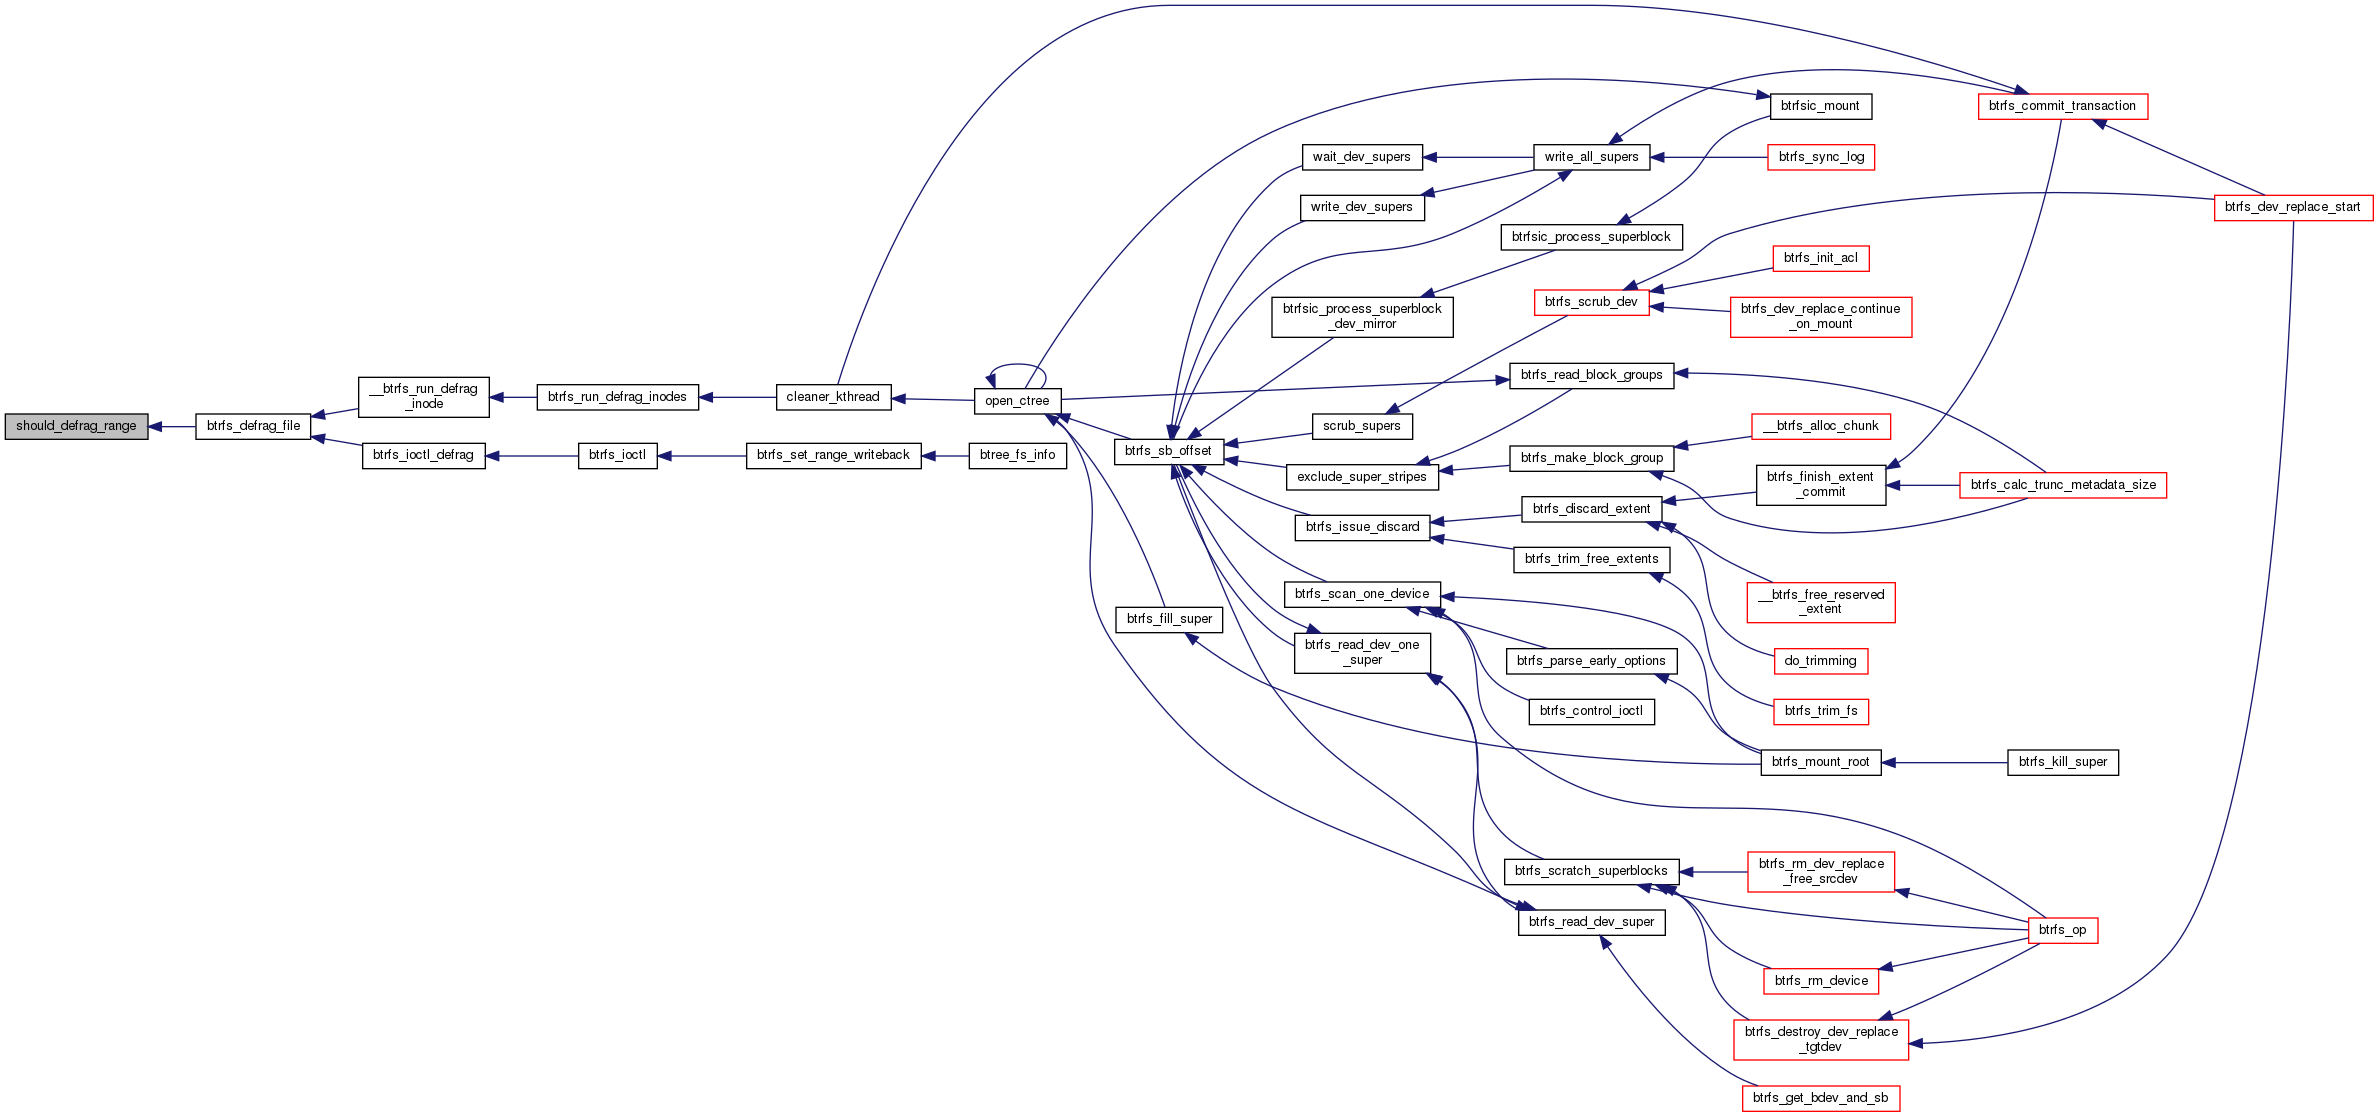 should_defrag_range
btrfs_defrag_file
__btrfs_run_defrag
_inode
btrfs_ioctl_defrag
btrfs_run_defrag_inodes
btrfs_ioctl
cleaner_kthread
btrfs_set_range_writeback
open_ctree
btree_fs_info
btrfs_sb_offset
btrfs_fill_super
wait_dev_supers
write_dev_supers
btrfsic_process_superblock
_dev_mirror
scrub_supers
exclude_super_stripes
btrfs_issue_discard
btrfs_scan_one_device
btrfs_read_dev_one
_super
write_all_supers
btrfsic_process_superblock
btrfs_scrub_dev
btrfs_read_block_groups
btrfs_make_block_group
btrfs_discard_extent
btrfs_trim_free_extents
btrfs_parse_early_options
btrfs_control_ioctl
btrfs_scratch_superblocks
btrfs_read_dev_super
btrfsic_mount
btrfs_sync_log
btrfs_init_acl
btrfs_dev_replace_continue
_on_mount
__btrfs_alloc_chunk
btrfs_finish_extent
_commit
__btrfs_free_reserved
_extent
do_trimming
btrfs_trim_fs
btrfs_mount_root
btrfs_rm_dev_replace
_free_srcdev
btrfs_rm_device
btrfs_destroy_dev_replace
_tgtdev
btrfs_get_bdev_and_sb
btrfs_commit_transaction
btrfs_calc_trunc_metadata_size
btrfs_kill_super
btrfs_op
btrfs_dev_replace_start